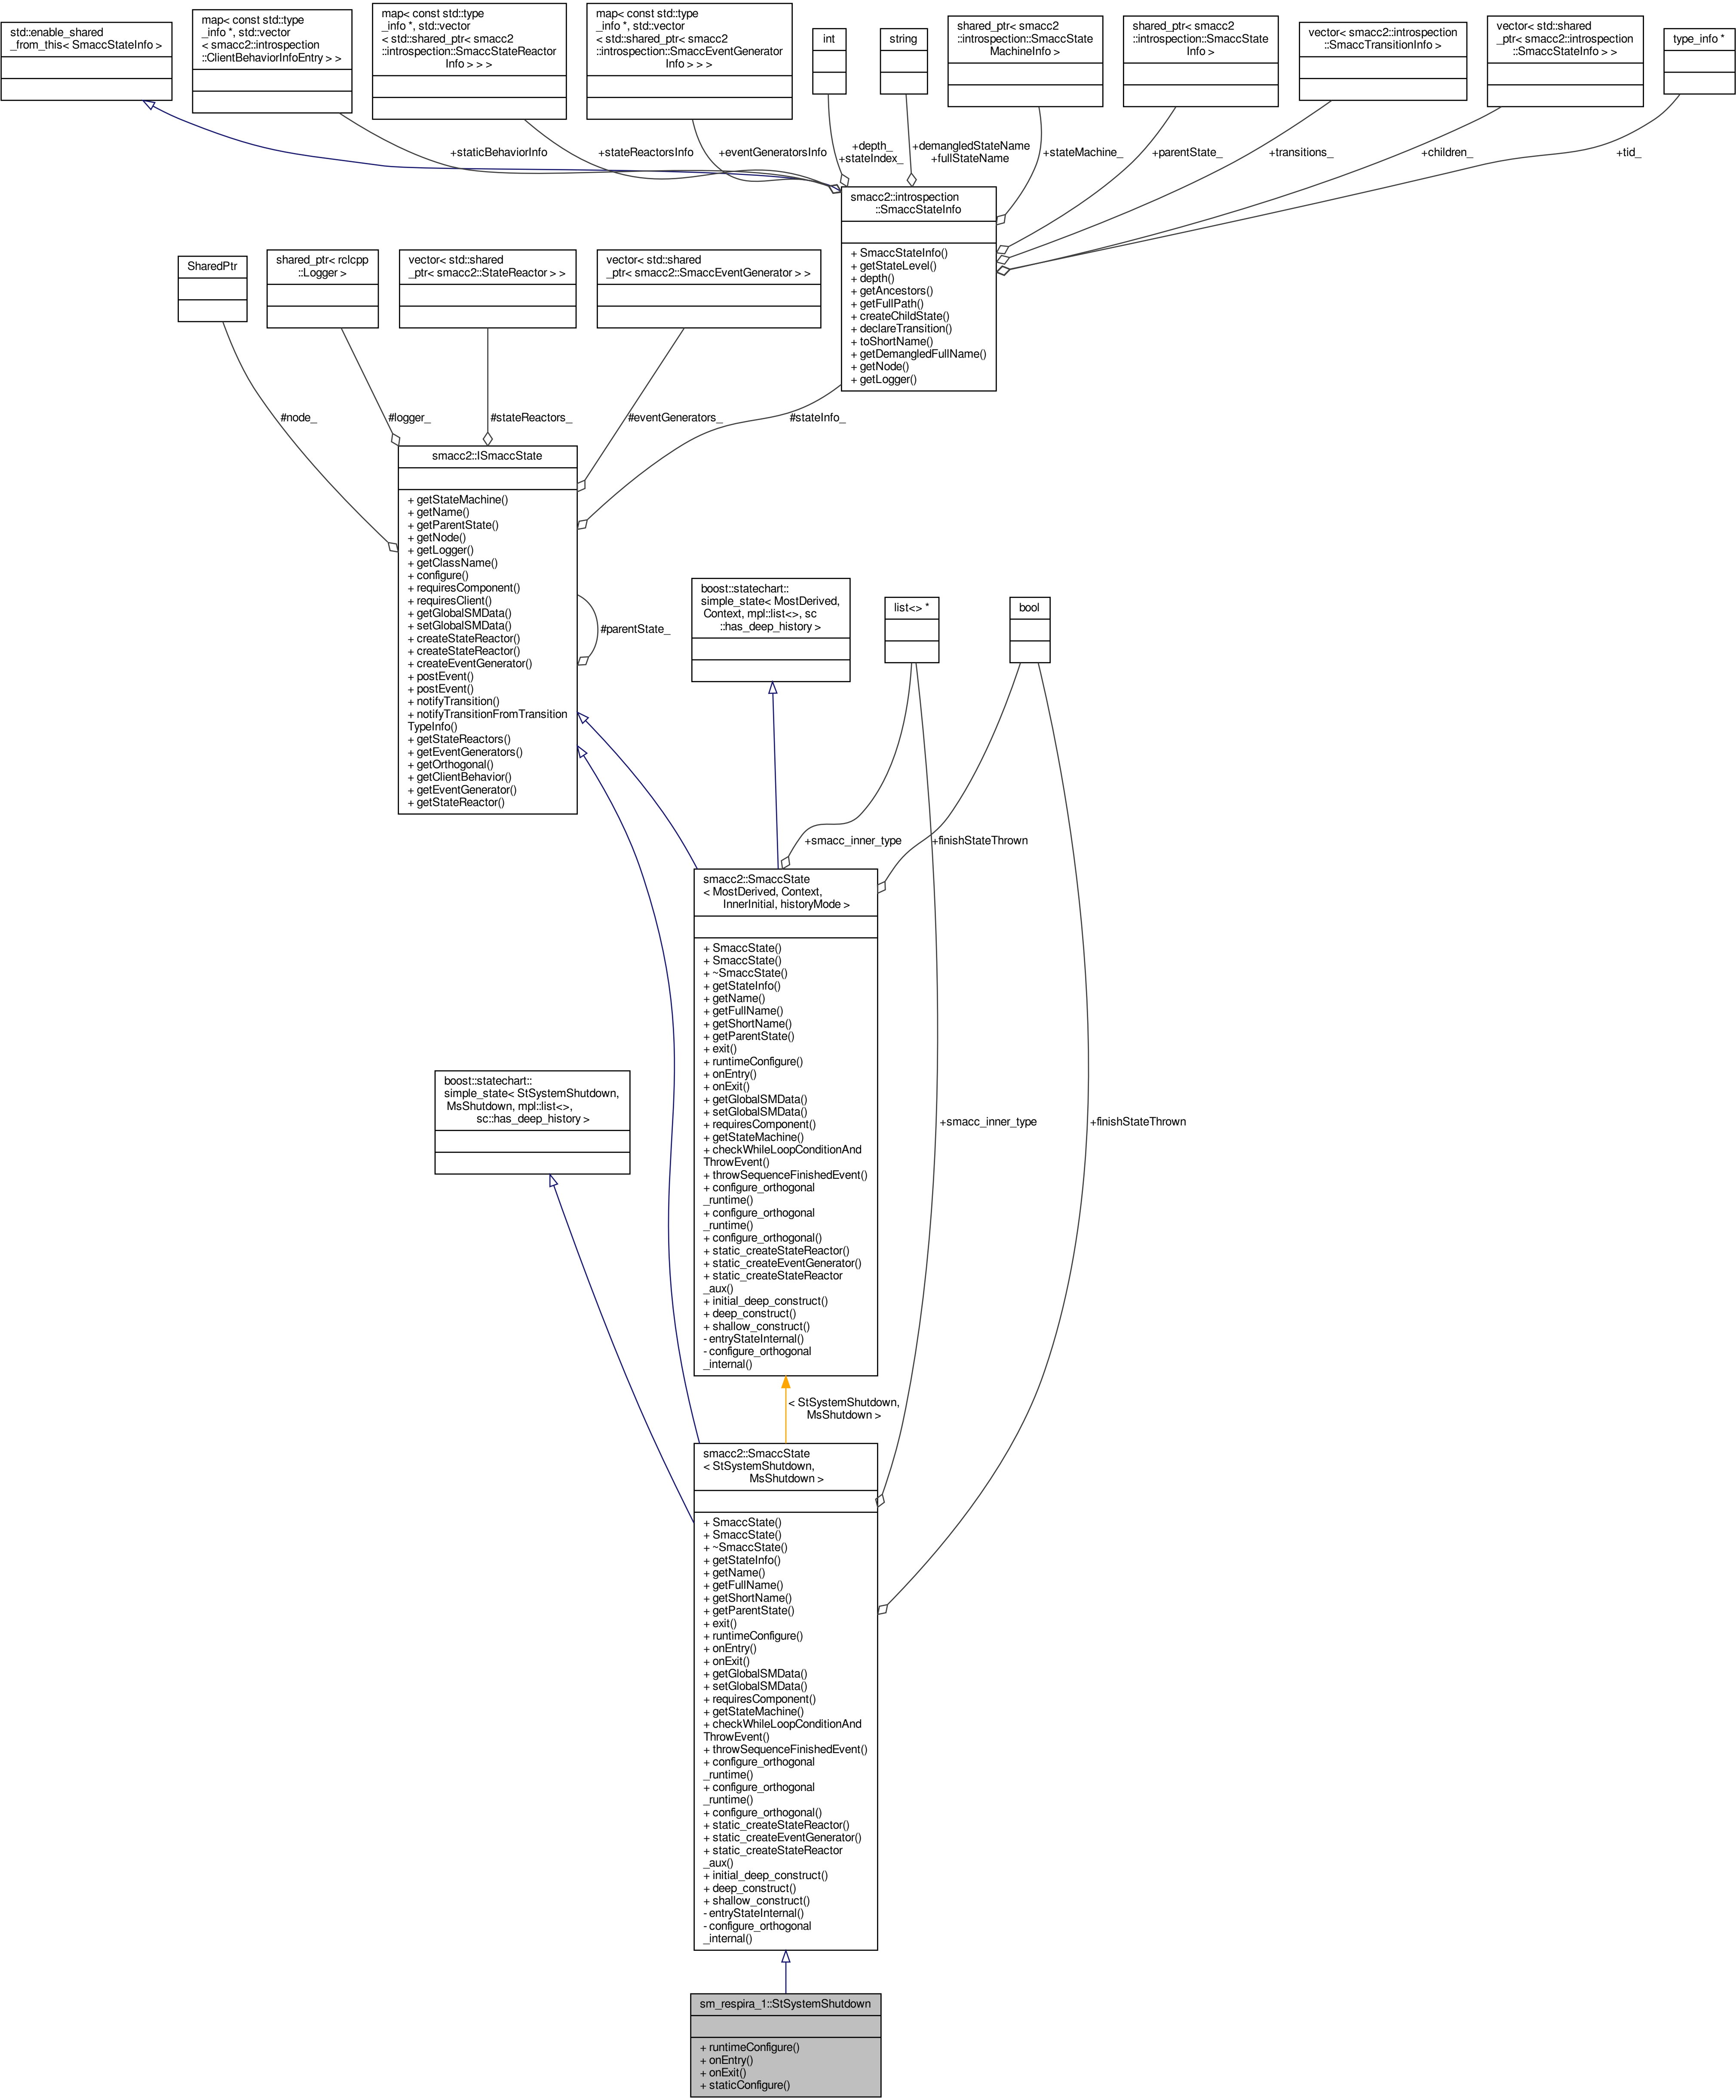 std::enable_shared
_from_this< SmaccStateInfo >
map< const std::type
_info *, std::vector
< smacc2::introspection
::ClientBehaviorInfoEntry > >
map< const std::type
_info *, std::vector
< std::shared_ptr< smacc2
::introspection::SmaccStateReactor
Info > > >
map< const std::type
_info *, std::vector
< std::shared_ptr< smacc2
::introspection::SmaccEventGenerator
Info > > >
int
string
shared_ptr< smacc2
::introspection::SmaccState
MachineInfo >
shared_ptr< smacc2
::introspection::SmaccState
Info >
vector< smacc2::introspection
::SmaccTransitionInfo >
vector< std::shared
_ptr< smacc2::introspection
::SmaccStateInfo > >
type_info *
+staticBehaviorInfo
+stateReactorsInfo
+eventGeneratorsInfo
+depth_
+stateIndex_
+demangledStateName
+fullStateName
+stateMachine_
+parentState_
+transitions_
+children_
+tid_
smacc2::introspection
::SmaccStateInfo
+ SmaccStateInfo()
+ getStateLevel()
+ depth()
+ getAncestors()
+ getFullPath()
+ createChildState()
+ declareTransition()
+ toShortName()
+ getDemangledFullName()
+ getNode()
+ getLogger()
SharedPtr
shared_ptr< rclcpp
::Logger >
vector< std::shared
_ptr< smacc2::StateReactor > >
vector< std::shared
_ptr< smacc2::SmaccEventGenerator > >
#node_
#logger_
#stateReactors_
#eventGenerators_
#stateInfo_
smacc2::ISmaccState
+ getStateMachine()
+ getName()
+ getParentState()
+ getNode()
+ getLogger()
+ getClassName()
+ configure()
+ requiresComponent()
+ requiresClient()
+ getGlobalSMData()
+ setGlobalSMData()
+ createStateReactor()
+ createStateReactor()
+ createEventGenerator()
+ postEvent()
+ postEvent()
+ notifyTransition()
+ notifyTransitionFromTransition
TypeInfo()
+ getStateReactors()
+ getEventGenerators()
+ getOrthogonal()
+ getClientBehavior()
+ getEventGenerator()
+ getStateReactor()
#parentState_
boost::statechart::
simple_state< MostDerived,
Context, mpl::list<>, sc
::has_deep_history >
list<> *
bool
+smacc_inner_type
+finishStateThrown
smacc2::SmaccState
< MostDerived, Context,
InnerInitial, historyMode >
+ SmaccState()
+ SmaccState()
+ ~SmaccState()
+ getStateInfo()
+ getName()
+ getFullName()
+ getShortName()
+ getParentState()
+ exit()
+ runtimeConfigure()
+ onEntry()
+ onExit()
+ getGlobalSMData()
+ setGlobalSMData()
+ requiresComponent()
+ getStateMachine()
+ checkWhileLoopConditionAnd
ThrowEvent()
+ throwSequenceFinishedEvent()
+ configure_orthogonal
_runtime()
+ configure_orthogonal
_runtime()
+ configure_orthogonal()
+ static_createStateReactor()
+ static_createEventGenerator()
+ static_createStateReactor
_aux()
+ initial_deep_construct()
+ deep_construct()
+ shallow_construct()
- entryStateInternal()
- configure_orthogonal
_internal()
boost::statechart::
simple_state< StSystemShutdown,
MsShutdown, mpl::list<>,
sc::has_deep_history >
+smacc_inner_type
+finishStateThrown
< StSystemShutdown,
MsShutdown >
smacc2::SmaccState
< StSystemShutdown,
MsShutdown >
+ SmaccState()
+ SmaccState()
+ ~SmaccState()
+ getStateInfo()
+ getName()
+ getFullName()
+ getShortName()
+ getParentState()
+ exit()
+ runtimeConfigure()
+ onEntry()
+ onExit()
+ getGlobalSMData()
+ setGlobalSMData()
+ requiresComponent()
+ getStateMachine()
+ checkWhileLoopConditionAnd
ThrowEvent()
+ throwSequenceFinishedEvent()
+ configure_orthogonal
_runtime()
+ configure_orthogonal
_runtime()
+ configure_orthogonal()
+ static_createStateReactor()
+ static_createEventGenerator()
+ static_createStateReactor
_aux()
+ initial_deep_construct()
+ deep_construct()
+ shallow_construct()
- entryStateInternal()
- configure_orthogonal
_internal()
sm_respira_1::StSystemShutdown
+ runtimeConfigure()
+ onEntry()
+ onExit()
+ staticConfigure()